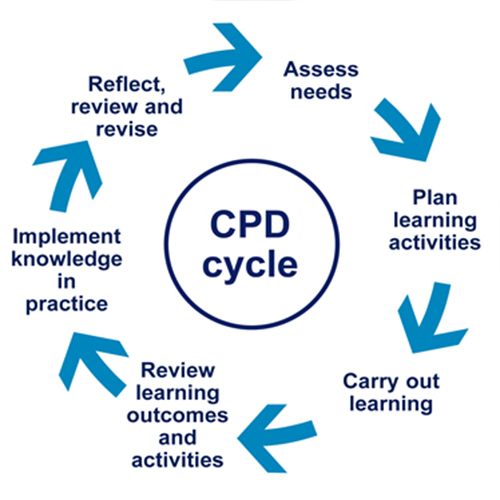 CPD
cycle
Assess
needs
Plan
learning
activities
Carry out
learning
Review
learning
outcomes
and
activities
Implement
knowledge
in
practice
Reflect,
review and
revise